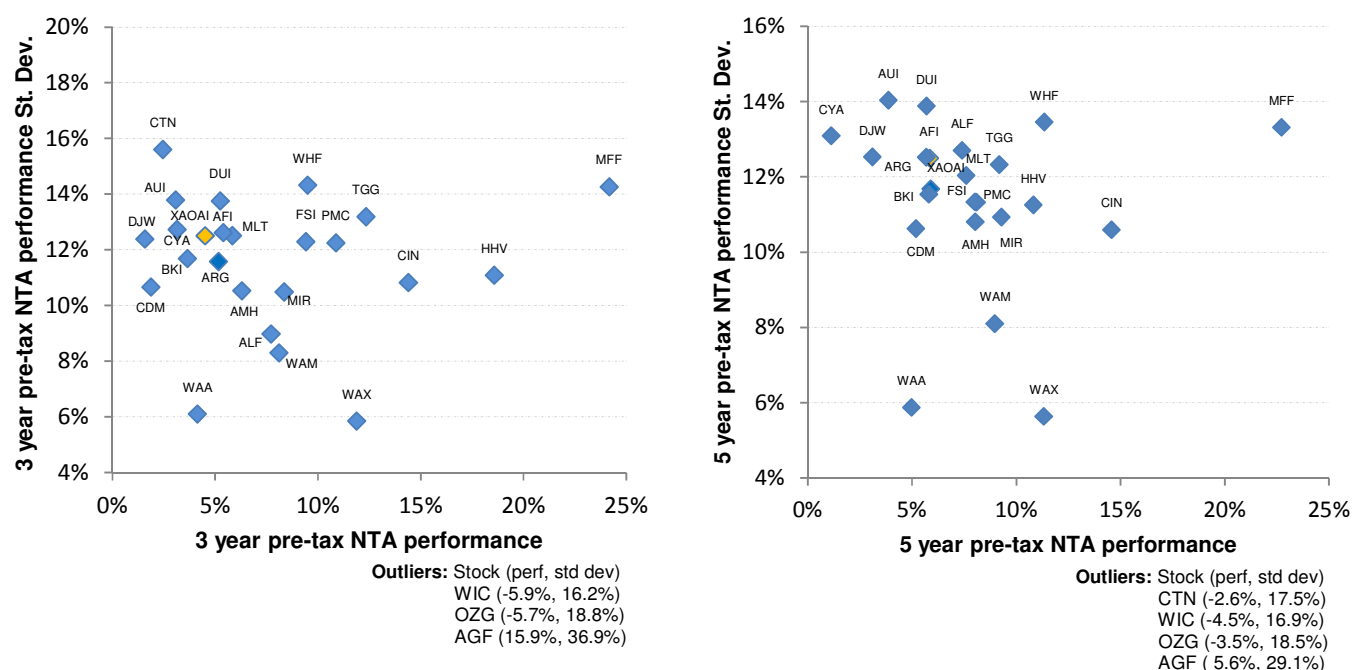 3 year pre-tax NTA performance St. Dev.
20%
18%
16%
14%
12%
10%
8%
6%
4%
CTN
WHF
MFF
AUI
DUI
TGG
DJW
XAOAI
AFI
MLT
FSI
PMC
CYA
BKI
ARG
CIN
HHV
CDM
AMH
MIR
ALF
WAM
WAA
WAX
0%
5%
10%
15%
20%
25%
3 year pre-tax NTA performance
Outliers: Stock (perf, std dev)
WIC (-5.9%, 16.2%)
OZG (-5.7%, 18.8%)
AGF (15.9%, 36.9%)
5 year pre-tax NTA performance St. Dev.
16%
14%
12%
10%
8%
6%
4%
AUI
DUI
WHF
MFF
CYA
DJW
AFI
ALF
TGG
ARG
XAOAI
MLT
BKI
FSI
PMC
HHV
CIN
CDM
AMH
MIR
WAM
WAA
WAX
0%
5%
10%
15%
20%
25%
5 year pre-tax NTA performance
Outliers: Stock (perf, std dev)
CTN (-2.6%, 17.5%)
WIC (-4.5%, 16.9%)
OZG (-3.5%, 18.5%)
AGF ( 5.6%, 29.1%)